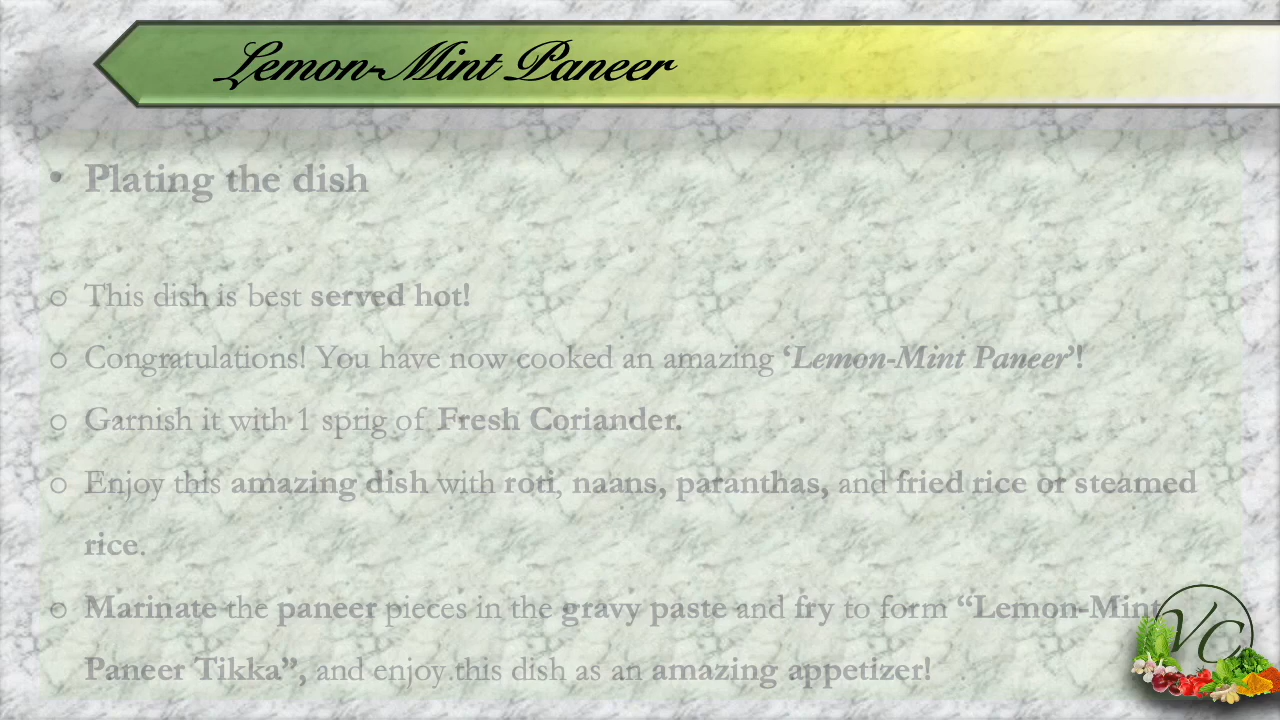 Lemon-Mint Paneer
• Plating the dish
o This dish is best served hot!
o Congratulations! You have now cooked an amazing ‘Lemon-Mint Paneer’!
o Garnish it with 1 sprig of Fresh Coriander.
o Enjoy this amazing dish with roti, naans, paranthas, and fried rice or steamed
rice.
o Marinate the paneer pieces in the gravy paste and fry to form “Lemon-Mint
Paneer Tikka”, and enjoy this dish as an amazing appetizer!
VC